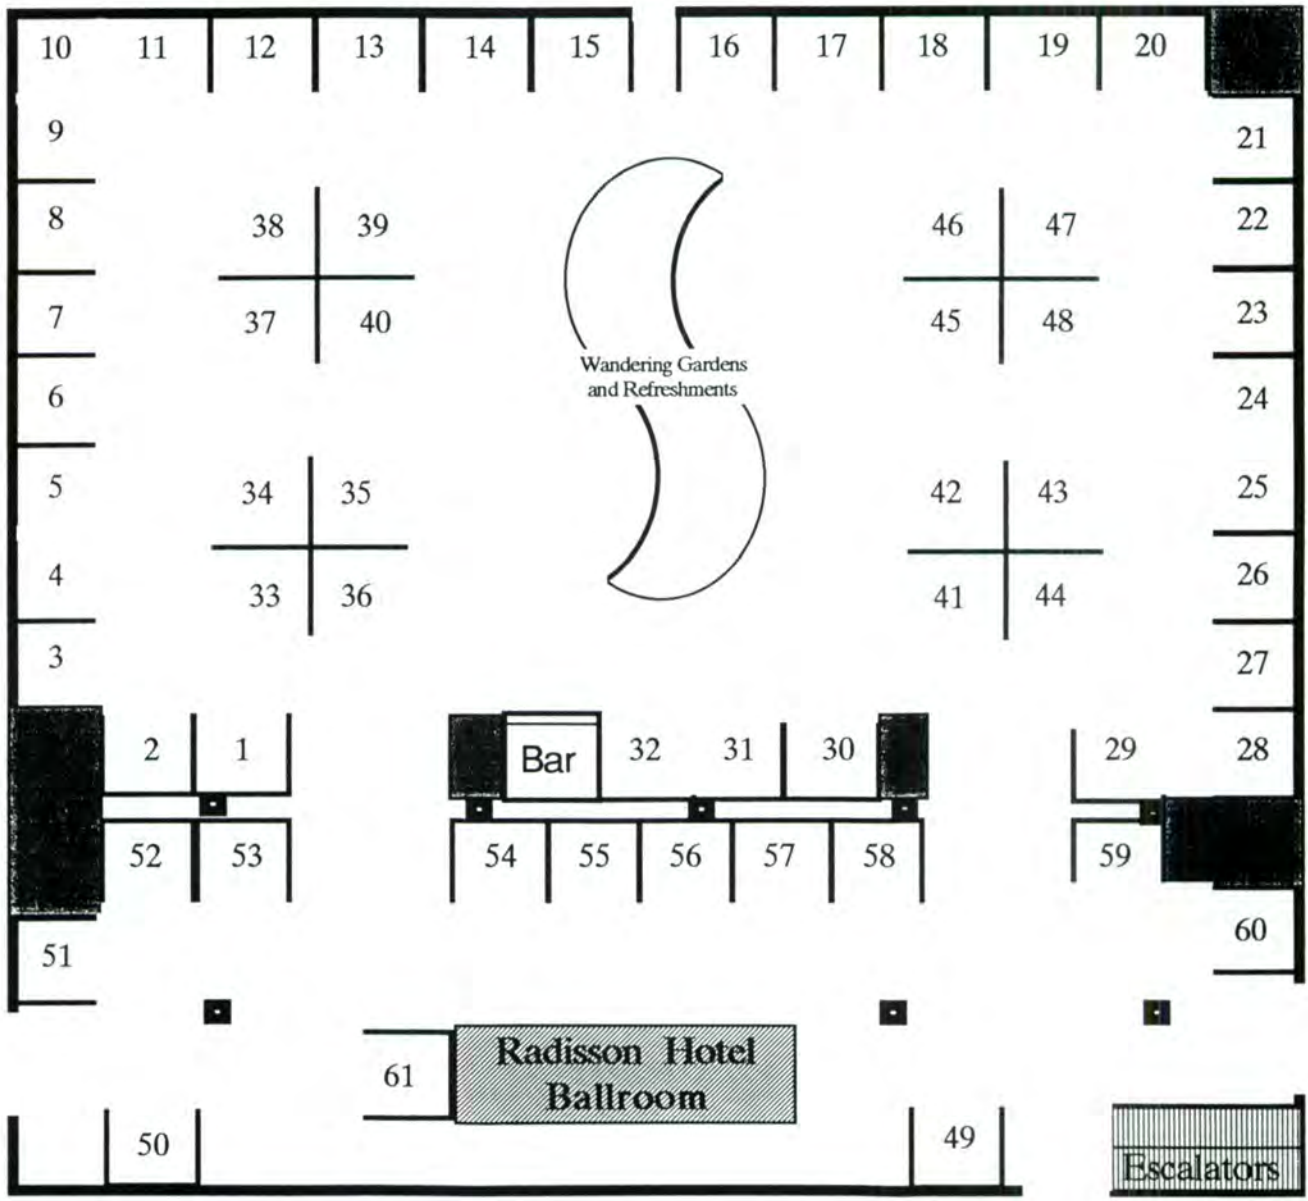 10 11 12 13 14 15 16 17 18 19 20
9 21
8 38 39 46 47 22
7 37 40 45 48 23
Wandering Gardens
and Refreshments
6 24
5 34 35 42 43 25
4 33 36 41 44 26
3 27
2 1 Bar 32 31 30 29 28
52 53 54 55 56 57 58 59
51 60
61 Radisson Hotel
Ballroom
50 49
Escalators